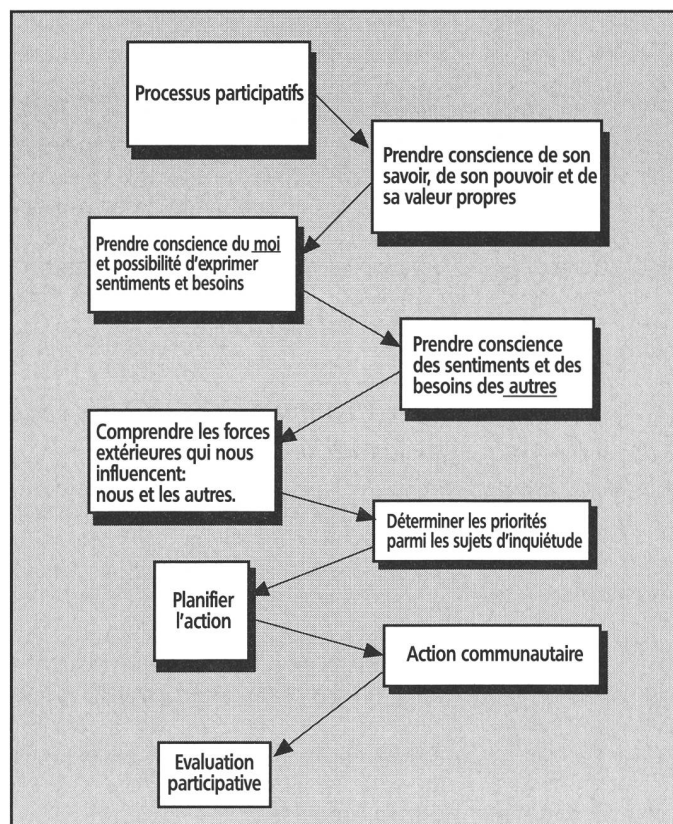 Processus participatifs
Prendre conscience de son
savoir, de son pouvoir et de
sa valeur propres
Prendre conscience du moi
et possibilité d'exprimer
sentiments et besoins
Prendre conscience
des sentiments et des
besoins des autres
Comprendre les forces
extérieures qui nous
influencent:
nous et les autres.
Déterminer les priorités
parmi les sujets d'inquiétude
Planifier
l'action
Action communautaire
Evaluation
participative